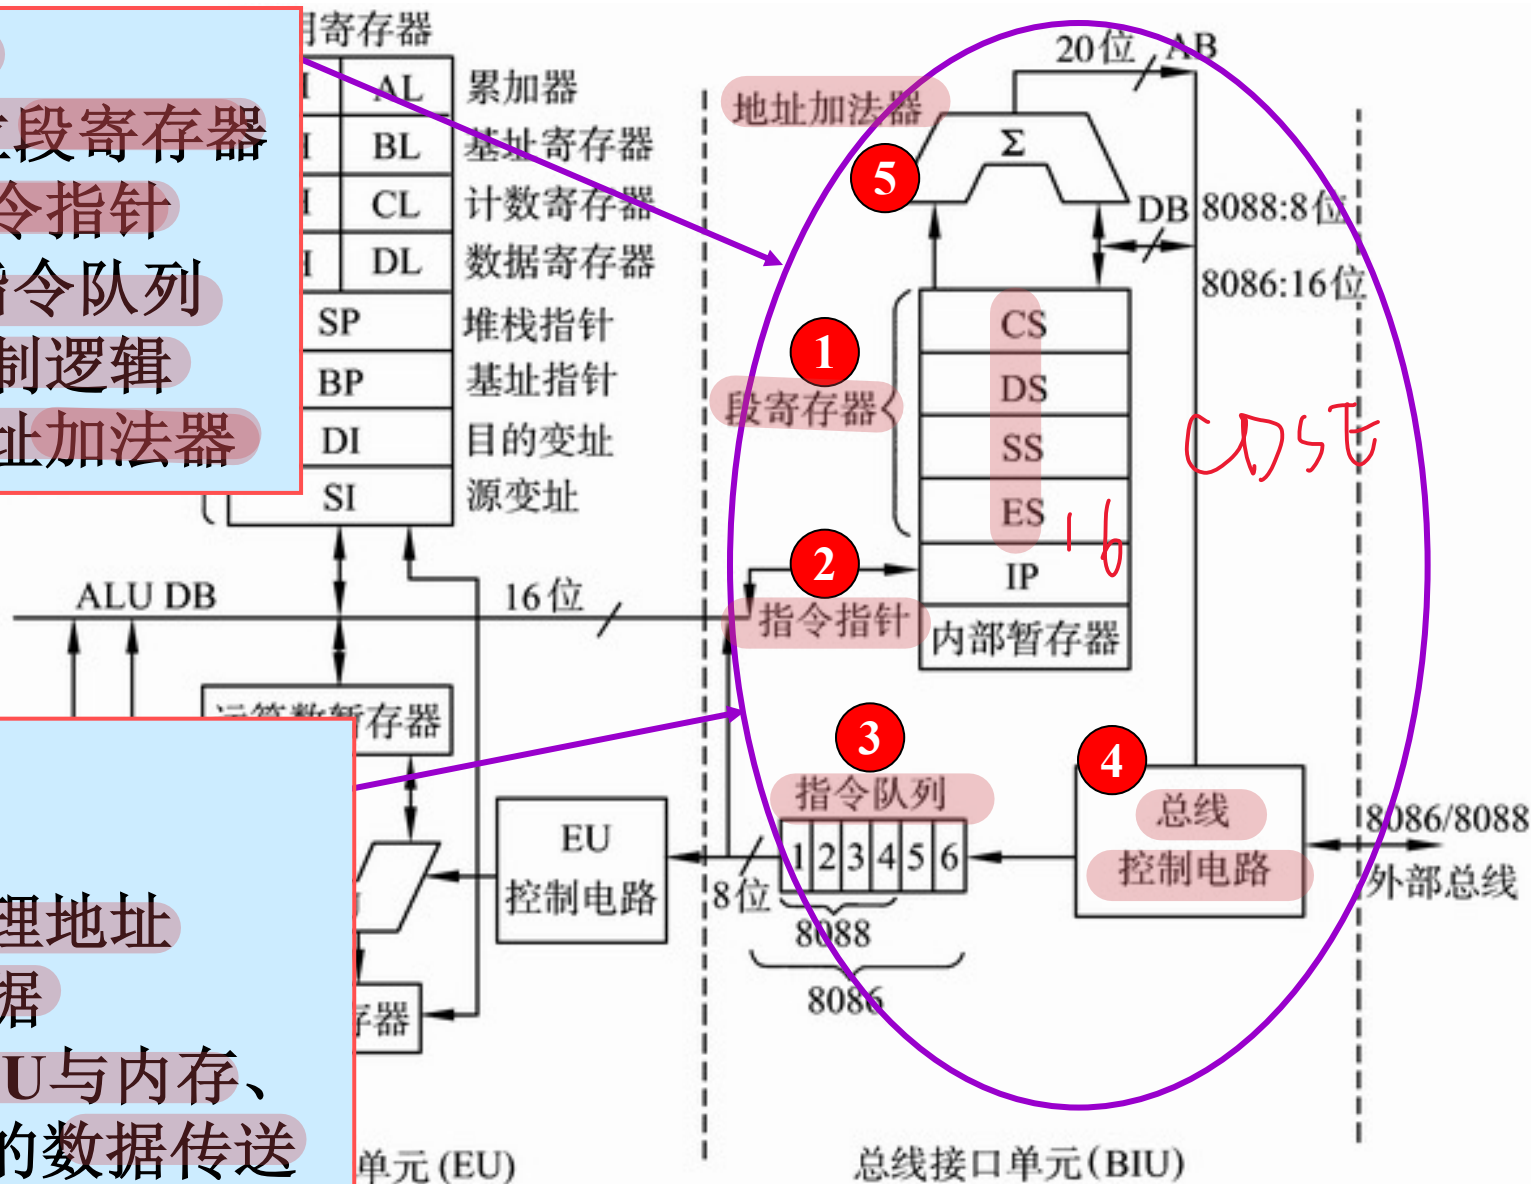 用寄存器
AL 累加器
BL 基址寄存器
CL 计数寄存器
DL 数据寄存器
SP 堆栈指针
BP 基址指针
DI 目的变址
SI 源变址
段寄存器
令指针
指令队列
制逻辑
址加法器
ALU DB
16位
运算数暂存器
EU
控制电路
8位
存器
理地址
据
U与内存、
的数据传送
单元(EU)
20位 AB
地址加法器
Σ
5
DB 8088:8位
8086:16位
1
段寄存器
CS
DS
SS
ES
IP
内部暂存器
CDSE
16
2
指令指针
3
指令队列
1 2 3 4 5 6
8088
8086
4
总线
控制电路
8086/8088
外部总线
总线接口单元(BIU)